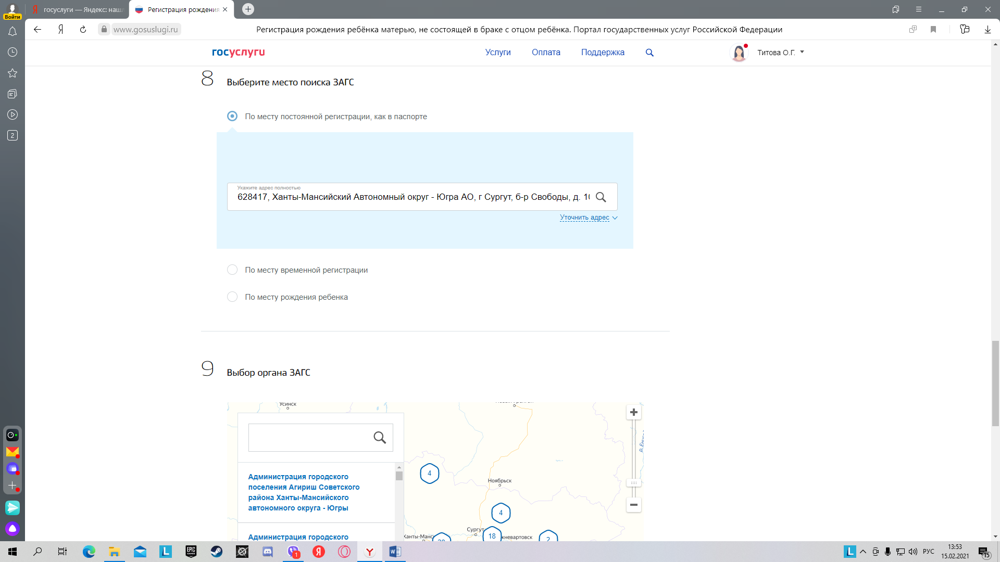 Войти
госуслуги — Яндекс: наш
Регистрация рождения
www.gosuslugi.ru
Регистрация рождения ребёнка матерью, не состоящей в браке с отцом ребёнка. Портал государственных услуг Российской Федерации
госуслуги
Услуги
Оплата
Поддержка
Титова О.Г.
2
8
Выберите место поиска ЗАГС
По месту постоянной регистрации, как в паспорте
Укажите адрес полностью
628417, Ханты-Мансийский Автономный округ - Югра АО, г Сургут, б-р Свободы, д. 10
Уточнить адрес
По месту временной регистрации
По месту рождения ребенка
9
Выбор органа ЗАГС
Усинск
р. Енис
4
Ноябрьск
4
Администрация городского
поселения Агириш Советского
района Ханты-Мансийского
автономного округа - Югры
Администрация городского
Ханты-Манс
Сургут
18
жневартовск
2
EPIC
GAMES
1
РУС
13:53
15.02.2021
15